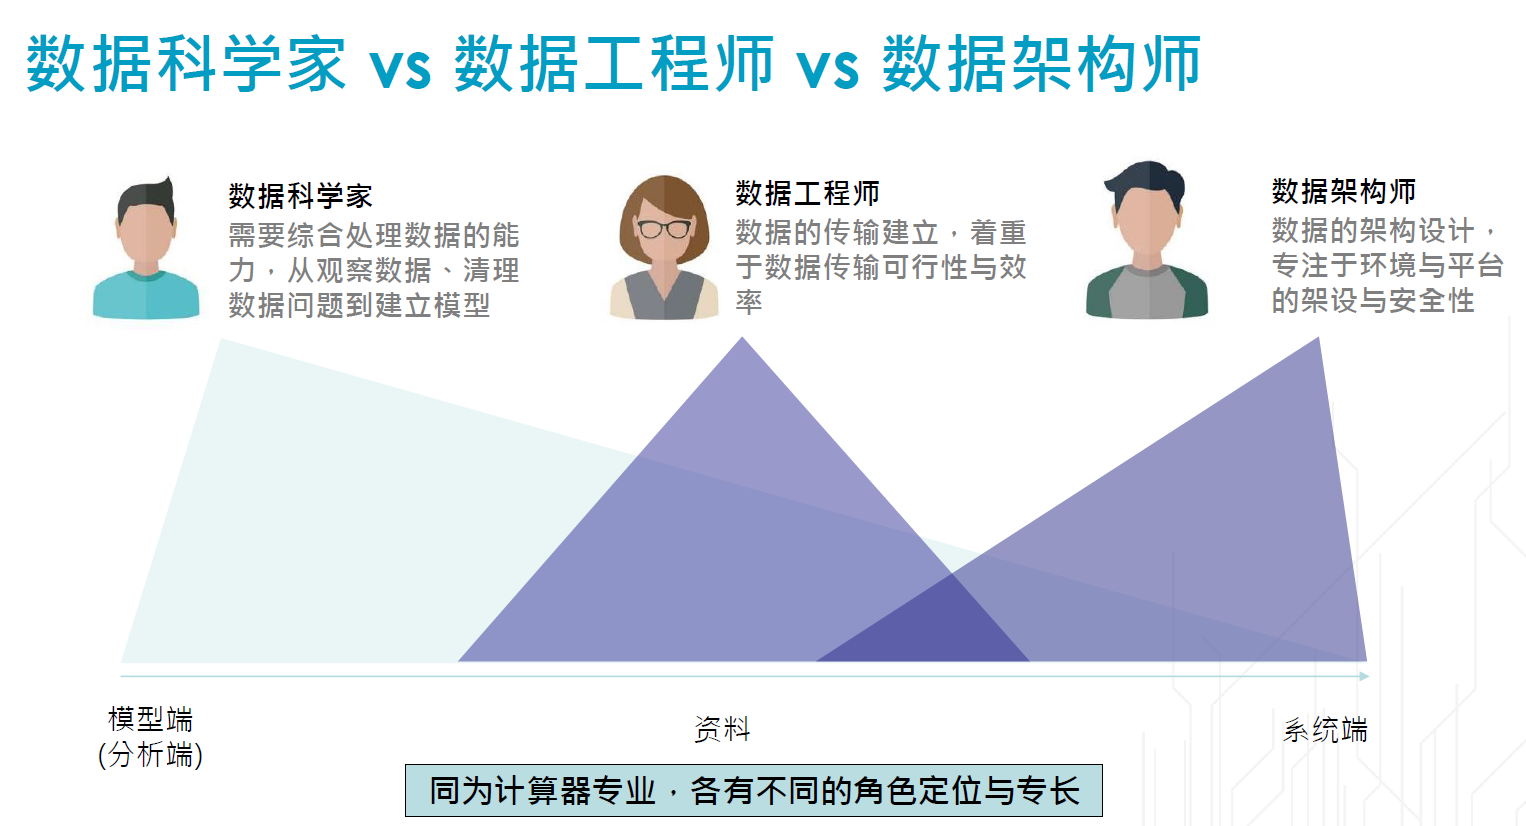 数据科学家 vs 数据工程师 vs 数据架构师
数据科学家
需要综合处理数据的能
力，从观察数据、清理
数据问题到建立模型
数据工程师
数据的传输建立，着重
于数据传输可行性与效
率
数据架构师
数据的架构设计，
专注于环境与平台
的架设与安全性
模型端
(分析端)
资料
系统端
同为计算器专业，各有不同的角色定位与专长